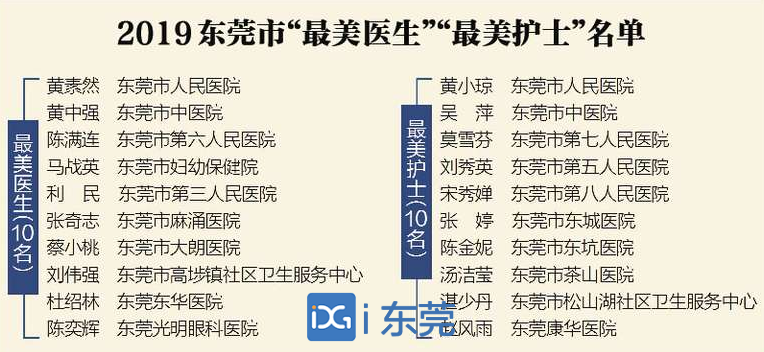 2019东莞市“最美医生”“最美护士”名单
最美医生(10名)
黄素然 东莞市人民医院
黄中强 东莞市中医院
陈满连 东莞市第六人民医院
马战英 东莞市妇幼保健院
利民 东莞市第三人民医院
张奇志 东莞市麻涌医院
蔡小桃 东莞市大朗医院
刘伟强 东莞市高埗镇社区卫生服务中心
杜绍林 东莞东华医院
陈奕辉 东莞光明眼科医院
最美护士(10名)
黄小琼 东莞市人民医院
吴萍 东莞市中医院
莫雪芬 东莞市第七人民医院
刘秀英 东莞市第五人民医院
宋秀婵 东莞市第八人民医院
张婷 东莞市东城医院
陈金妮 东莞市东坑医院
汤洁莹 东莞市茶山医院
湛少丹 东莞市松山湖社区卫生服务中心
赵风雨 东莞康华医院
iDG i东莞